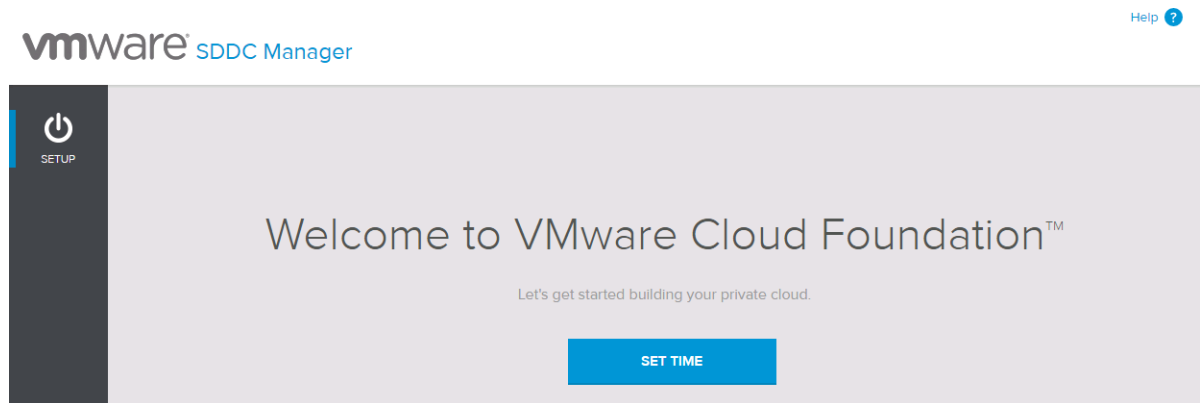 Help ?
vmware® SDDC Manager
SETUP
Welcome to VMware Cloud Foundation™
Let's get started building your private cloud.
SET TIME